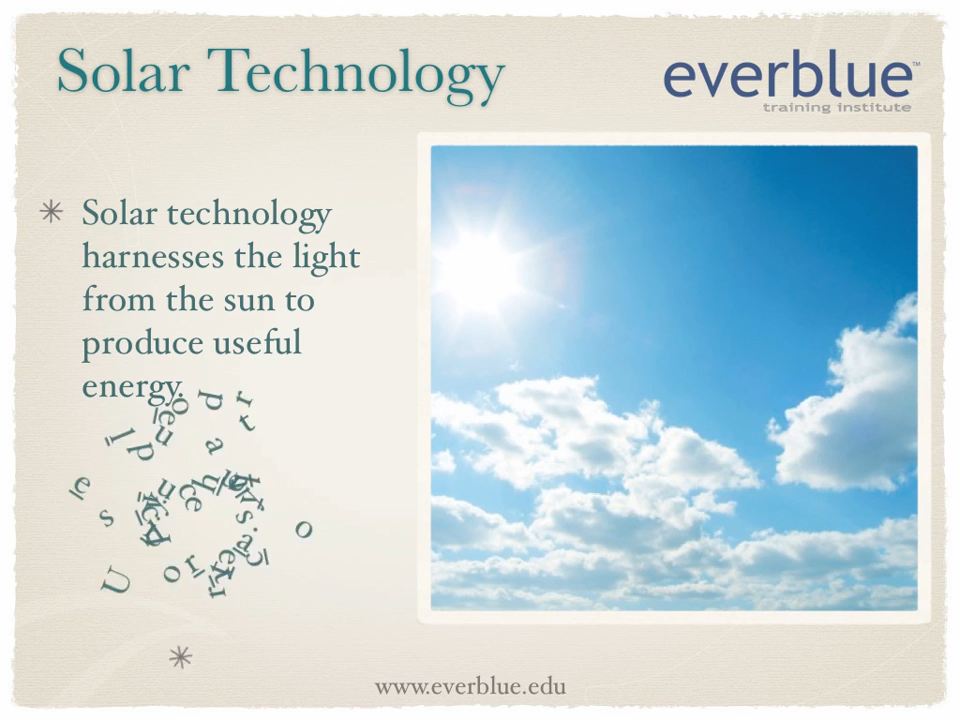 Solar Technology
everblue™
training institute
Solar technology
harnesses the light
from the sun to
produce useful
energy.
www.everblue.edu